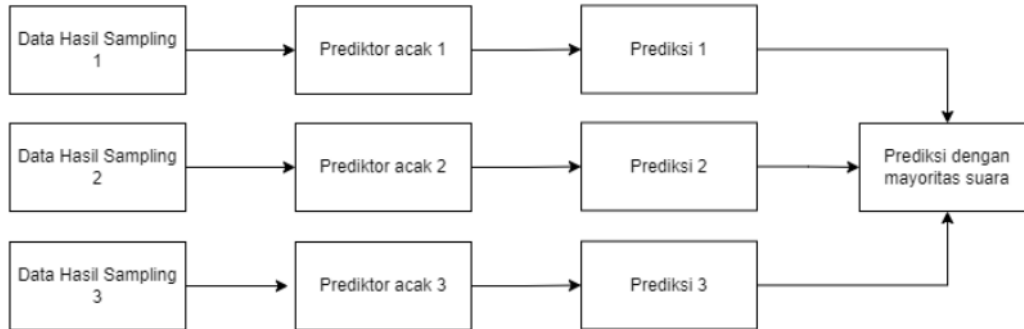 Data Hasil Sampling
1
Prediktor acak 1
Prediksi 1
Data Hasil Sampling
2
Prediktor acak 2
Prediksi 2
Prediksi dengan
mayoritas suara
Data Hasil Sampling
3
Prediktor acak 3
Prediksi 3